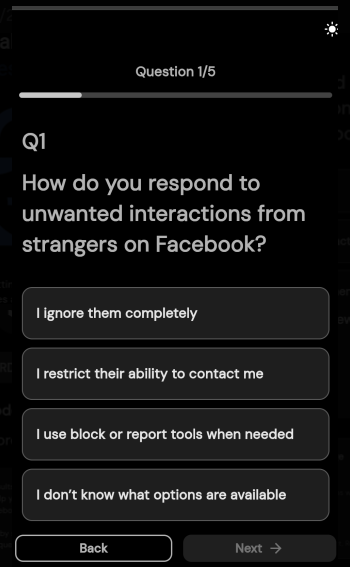 Question 1/5
Q1
How do you respond to
unwanted interactions from
strangers on Facebook?
I ignore them completely
I restrict their ability to contact me
I use block or report tools when needed
I don’t know what options are available
Back
Next →